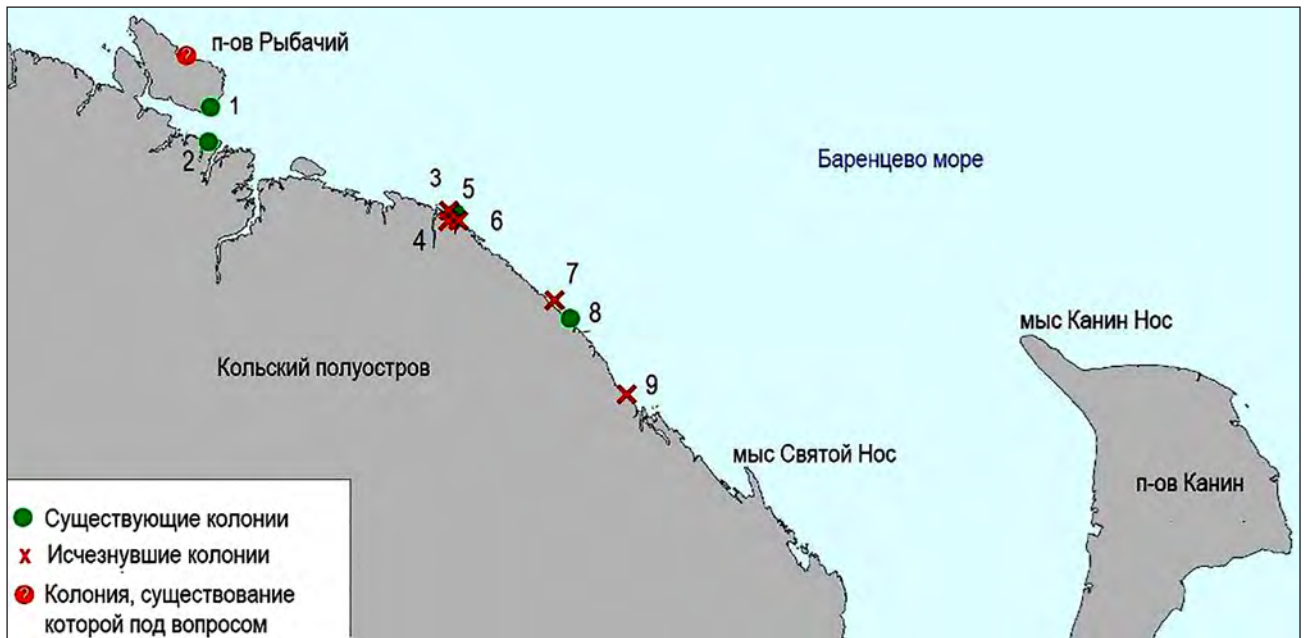 п-ов Рыбачий
1
2
Баренцево море
3
5
4
6
7
8
мыс Канин Нос
Кольский полуостров
9
мыс Святой Нос
п-ов Канин
Существующие колонии
Исчезнувшие колонии
?
Колония, существование
которой под вопросом